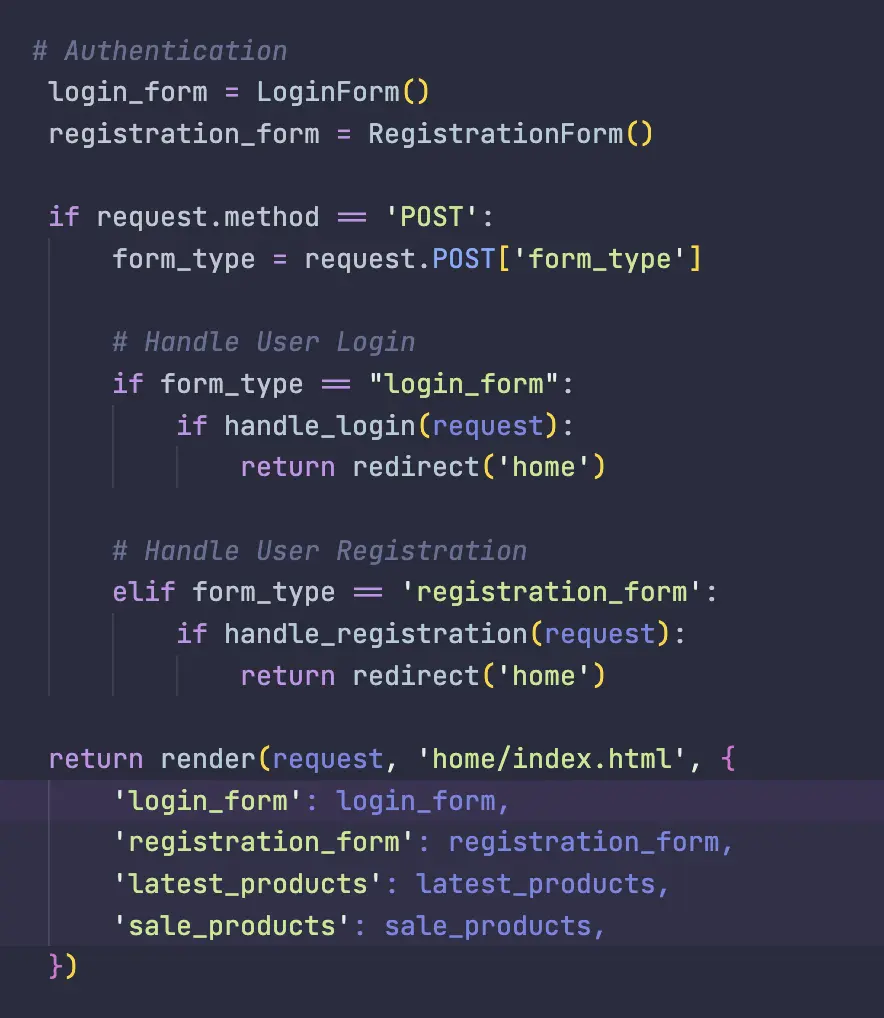 # Authentication
login_form = LoginForm()
registration_form = RegistrationForm()
if request.method == 'POST':
form_type = request.POST['form_type']
# Handle User Login
if form_type == "login_form":
if handle_login(request):
return redirect('home')
# Handle User Registration
elif form_type == 'registration_form':
if handle_registration(request):
return redirect('home')
return render(request, 'home/index.html', {
'login_form': login_form,
'registration_form': registration_form,
'latest_products': latest_products,
'sale_products': sale_products,
})